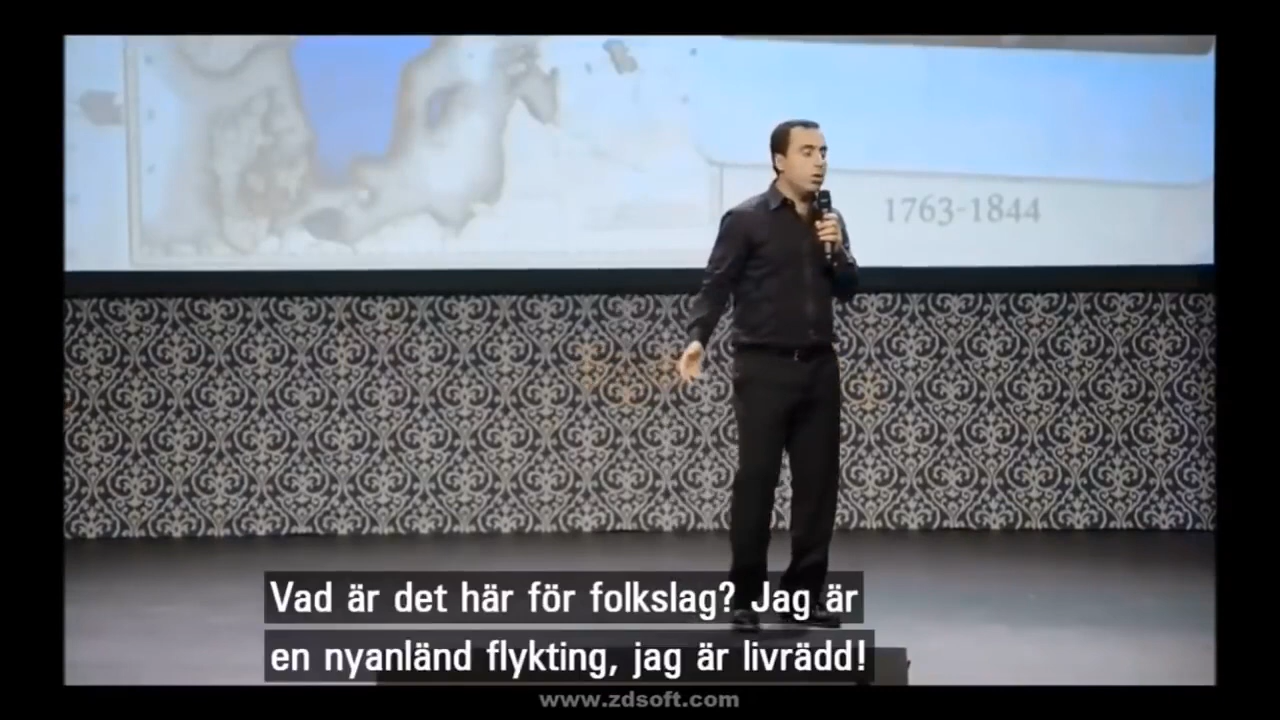 1763-1844
Vad är det här för folkslag? Jag är
en nyanländ flykting, jag är livrädd!
www.zdsoft.com